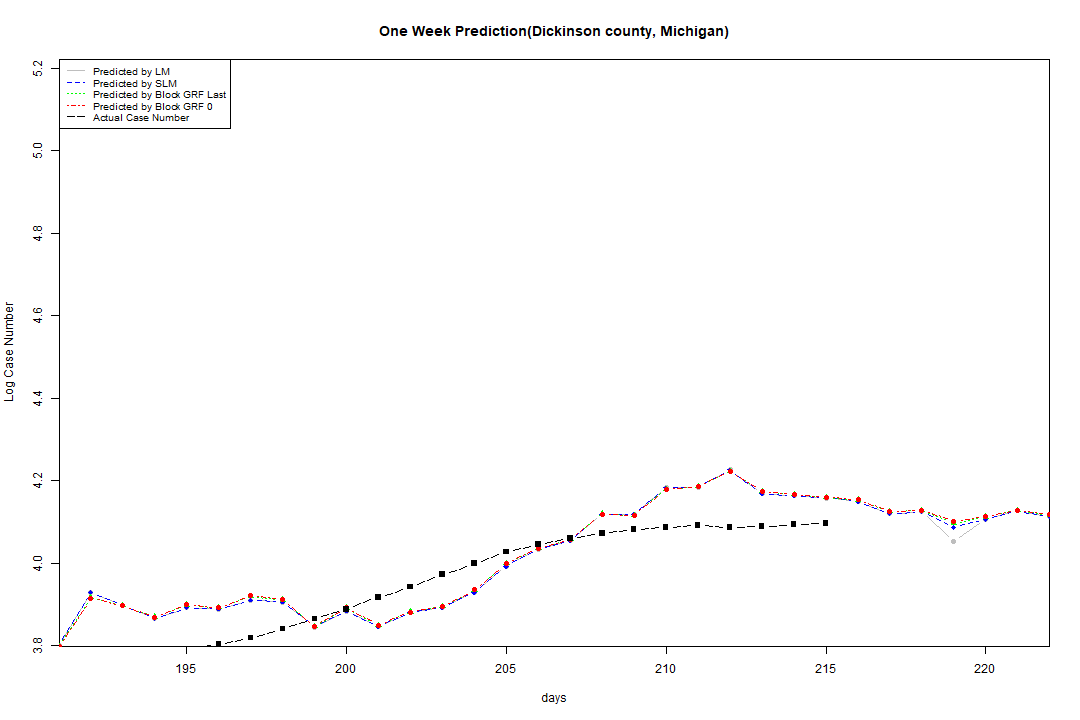 One Week Prediction(Dickinson county, Michigan)
Predicted by LM
Predicted by SLM
Predicted by Block GRF Last
Predicted by Block GRF 0
Actual Case Number
5.2
5.0
4.8
4.6
4.4
4.2
4.0
3.8
Log Case Number
195 200 205 210 215 220
days